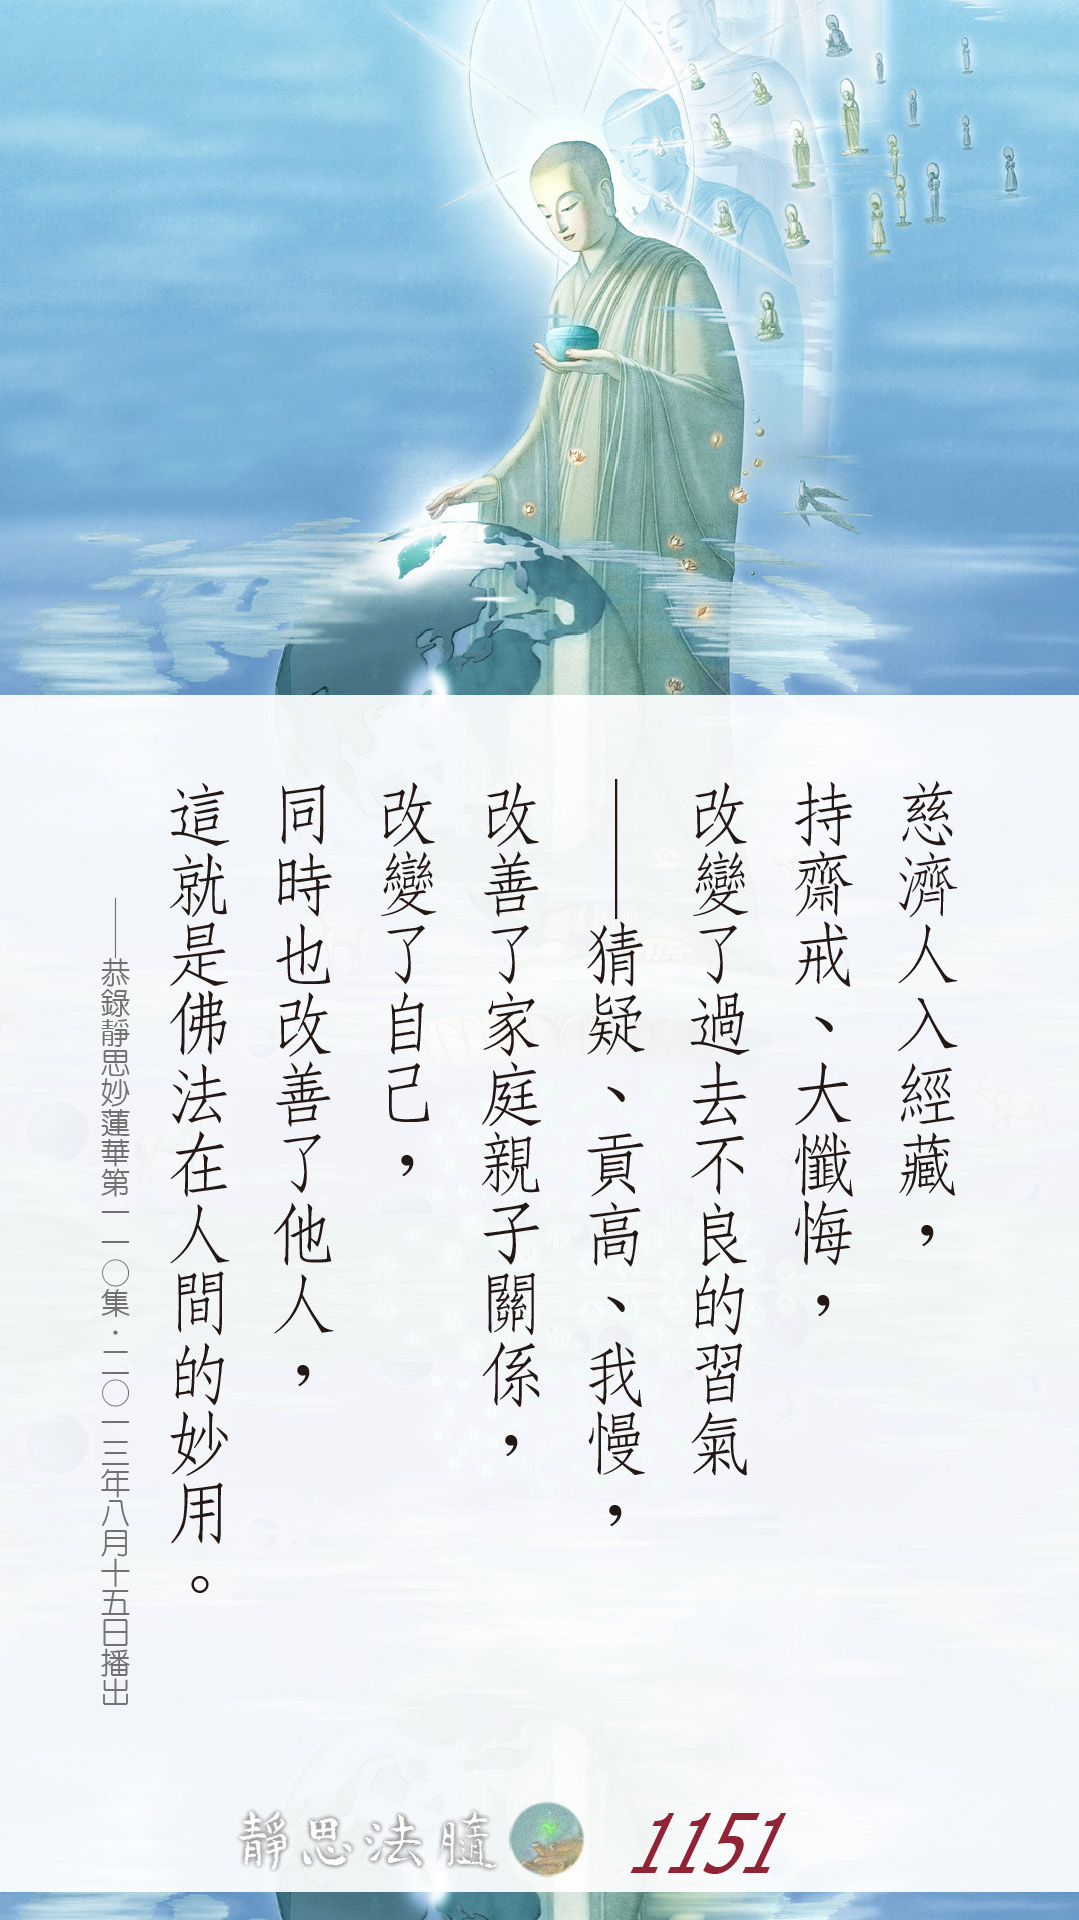 慈濟人入經藏，
持齋戒、大懺悔，
改變了過去不良的習氣
——猜疑、貢高、我慢，
改善了家庭親子關係，
改變了自己，
同時也改善了他人，
這就是佛法在人間的妙用。
——恭錄靜思妙蓮華第一一〇集·二〇一三年八月十五日播出
靜思法髓
1151